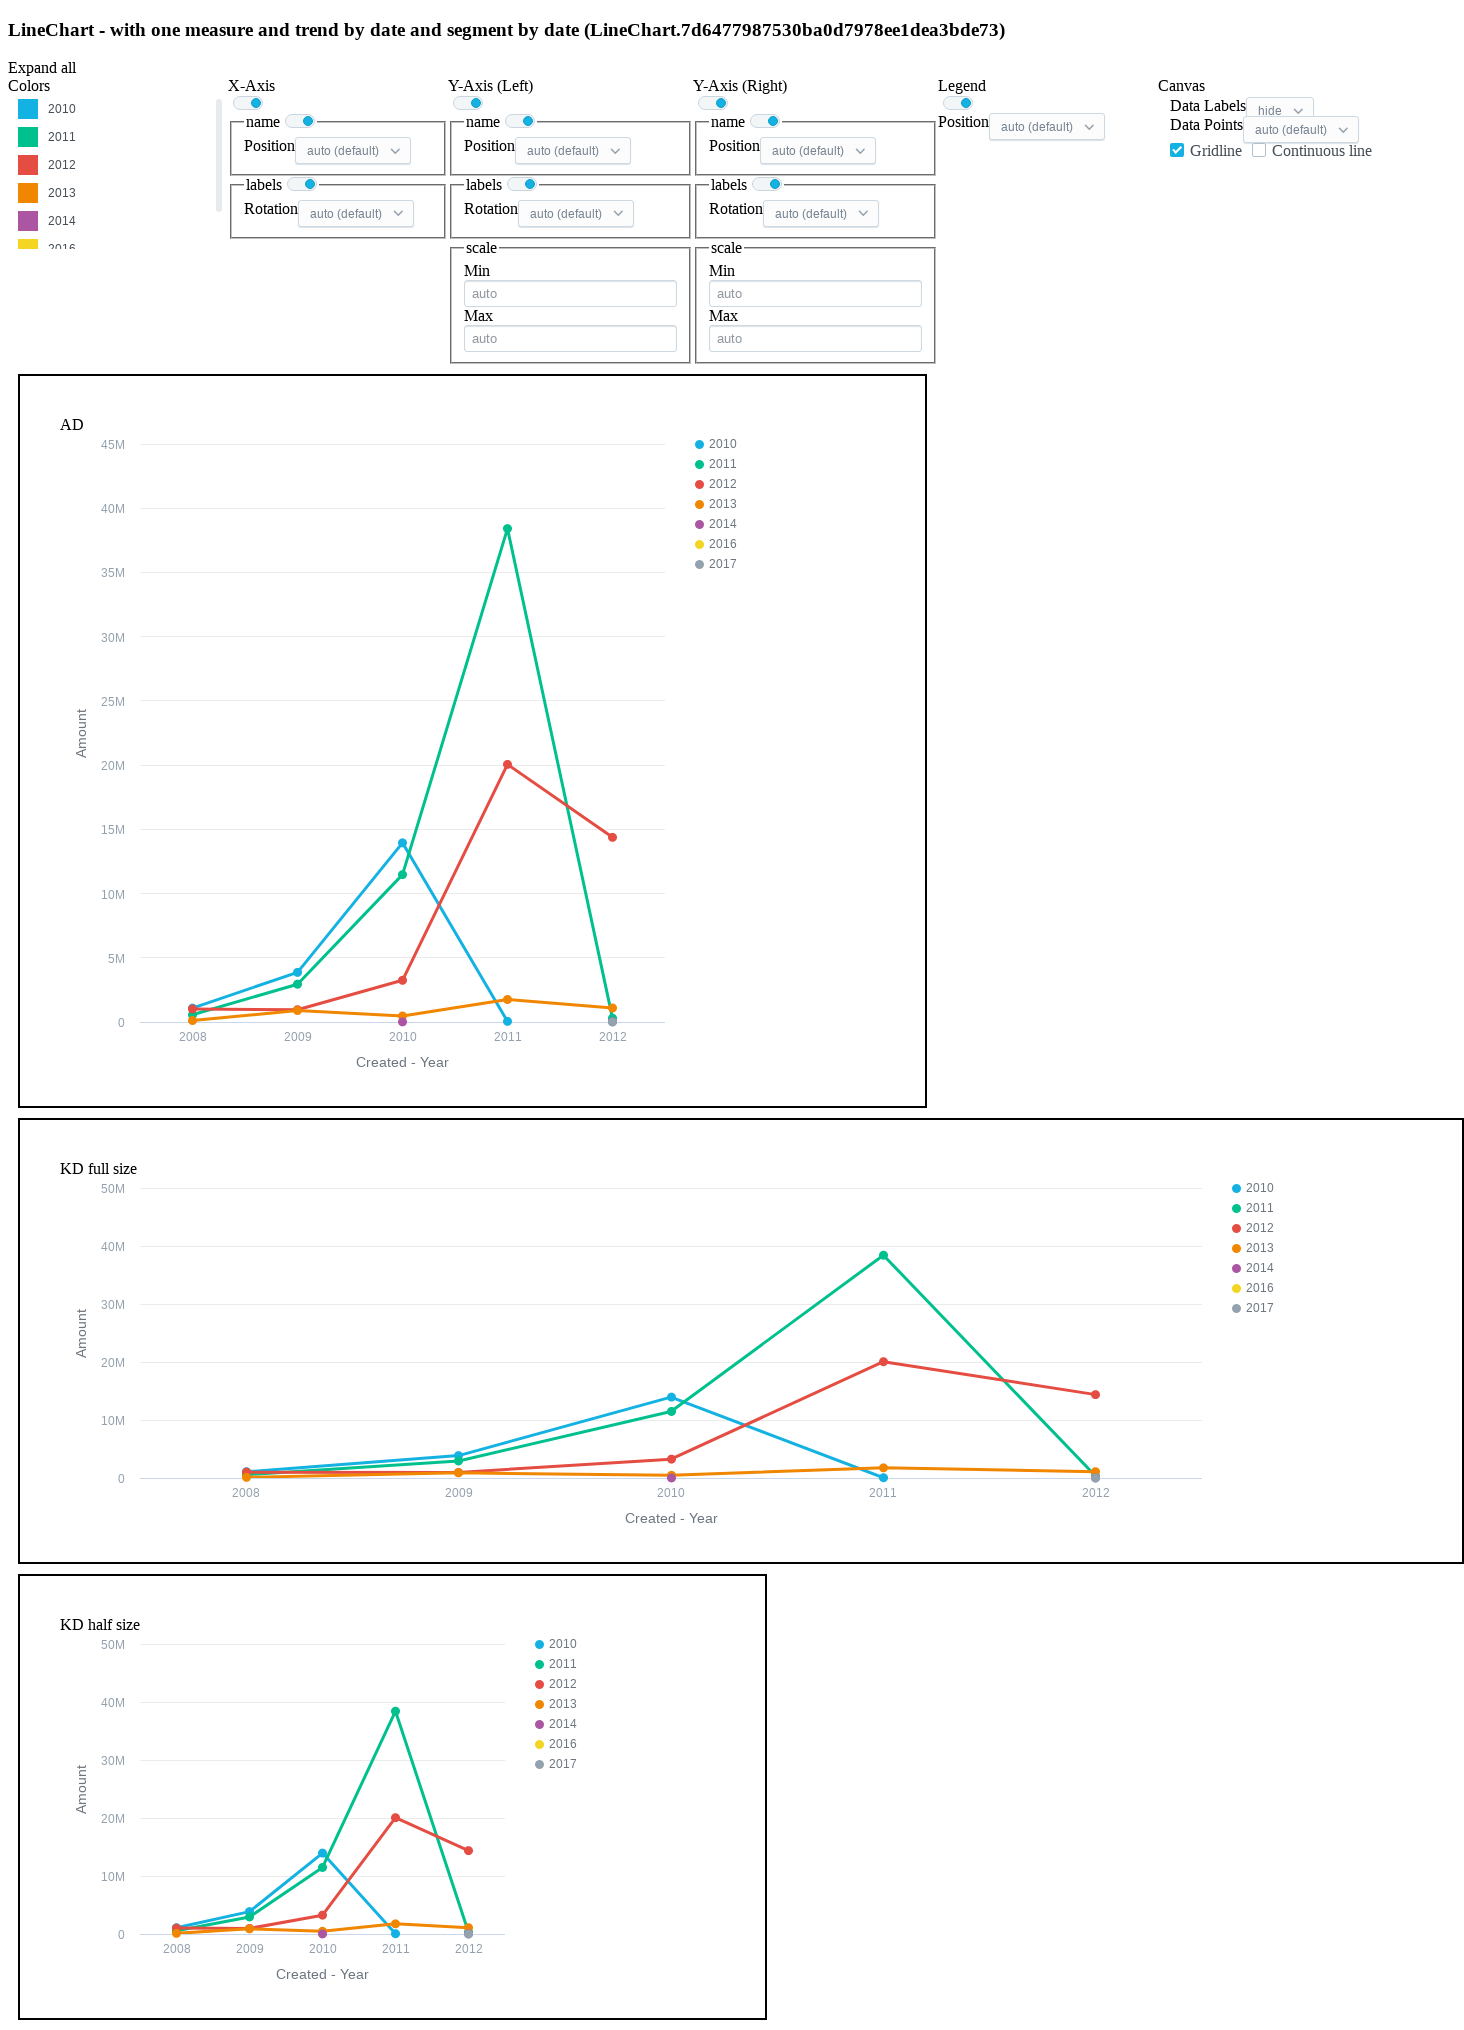 LineChart - with one measure and trend by date and segment by date (LineChart.7d6477987530ba0d7978ee1dea3bde73)
Expand all
Colors
2010
2011
2012
2013
2014
2016
X-Axis
name
Position auto (default)
labels
Rotation auto (default)
Y-Axis (Left)
name
Position auto (default)
labels
Rotation auto (default)
scale
Min
auto
Max
auto
Y-Axis (Right)
name
Position auto (default)
labels
Rotation auto (default)
scale
Min
auto
Max
auto
Legend
Position auto (default)
Canvas
Data Labels hide
Data Points auto (default)
Gridline Continuous line
AD
45M
40M
35M
30M
25M
20M
15M
10M
5M
0
Amount
2008 2009 2010 2011 2012
Created - Year
2010
2011
2012
2013
2014
2016
2017
KD full size
50M
40M
30M
20M
10M
0
Amount
2008 2009 2010 2011 2012
Created - Year
2010
2011
2012
2013
2014
2016
2017
KD half size
50M
40M
30M
20M
10M
0
Amount
2008 2009 2010 2011 2012
Created - Year
2010
2011
2012
2013
2014
2016
2017